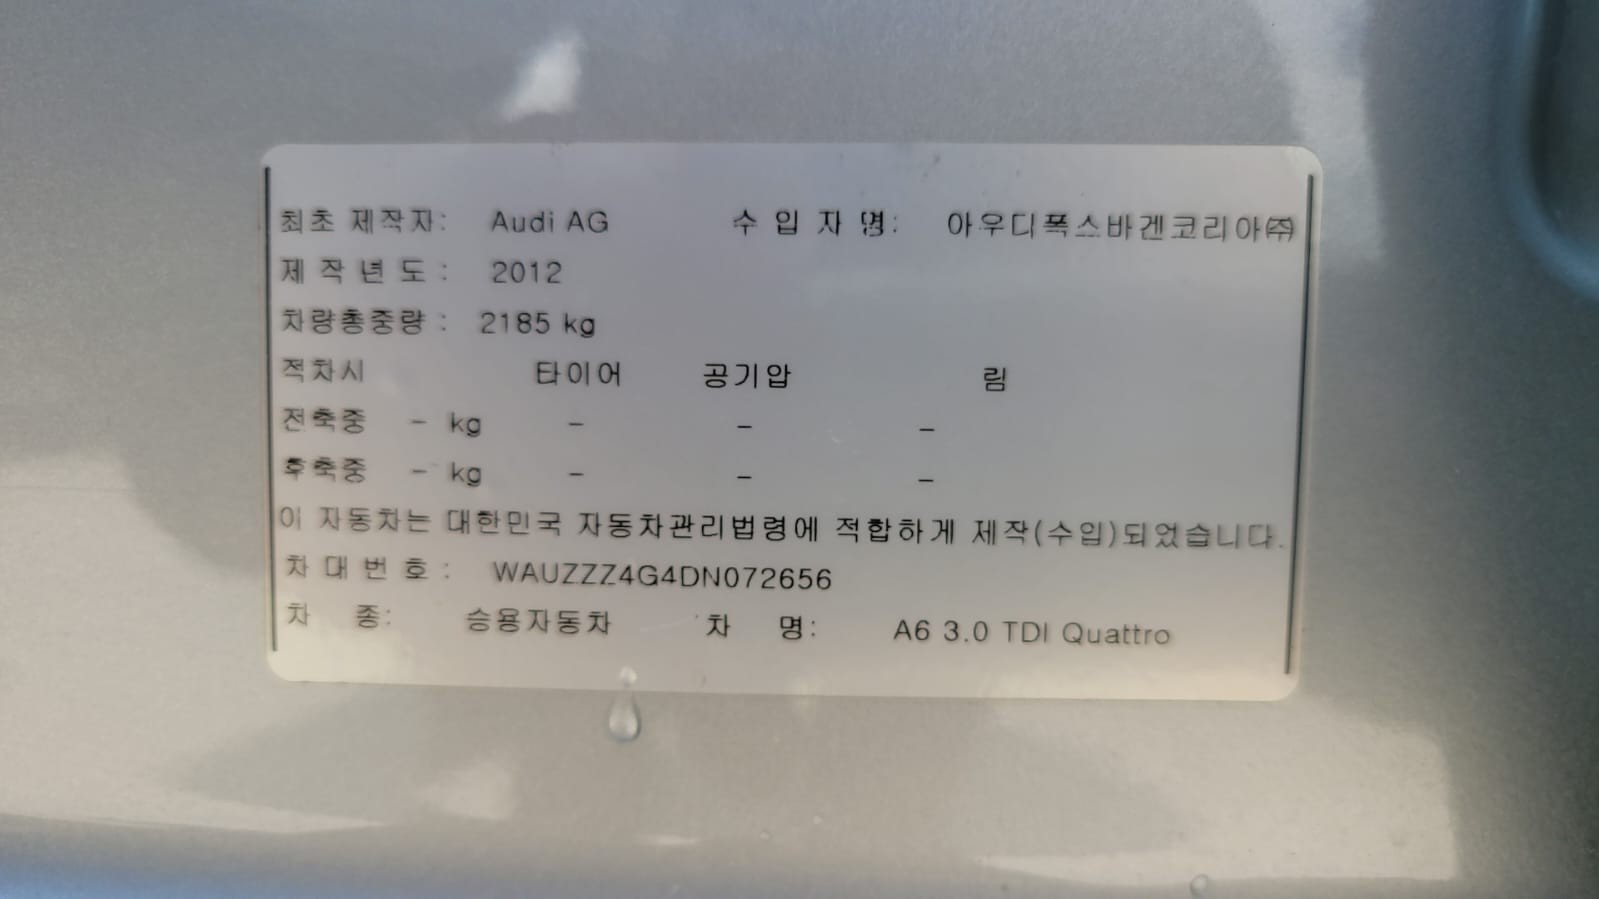 최초 제작자: Audi AG 수 입 자 명: 아우디폭스바겐코리아㈜
제 작 년 도 : 2012
차량총중량 : 2185 kg
적차시 타이어 공기압 림
전축중 - kg - - -
후축중 - kg - - -
이 자동차는 대한민국 자동차관리법령에 적합하게 제작(수입)되었습니다.
차 대 번 호 : WAUZZZ4G4DN072656
차 종: 승용자동차 차 명: A6 3.0 TDI Quattro